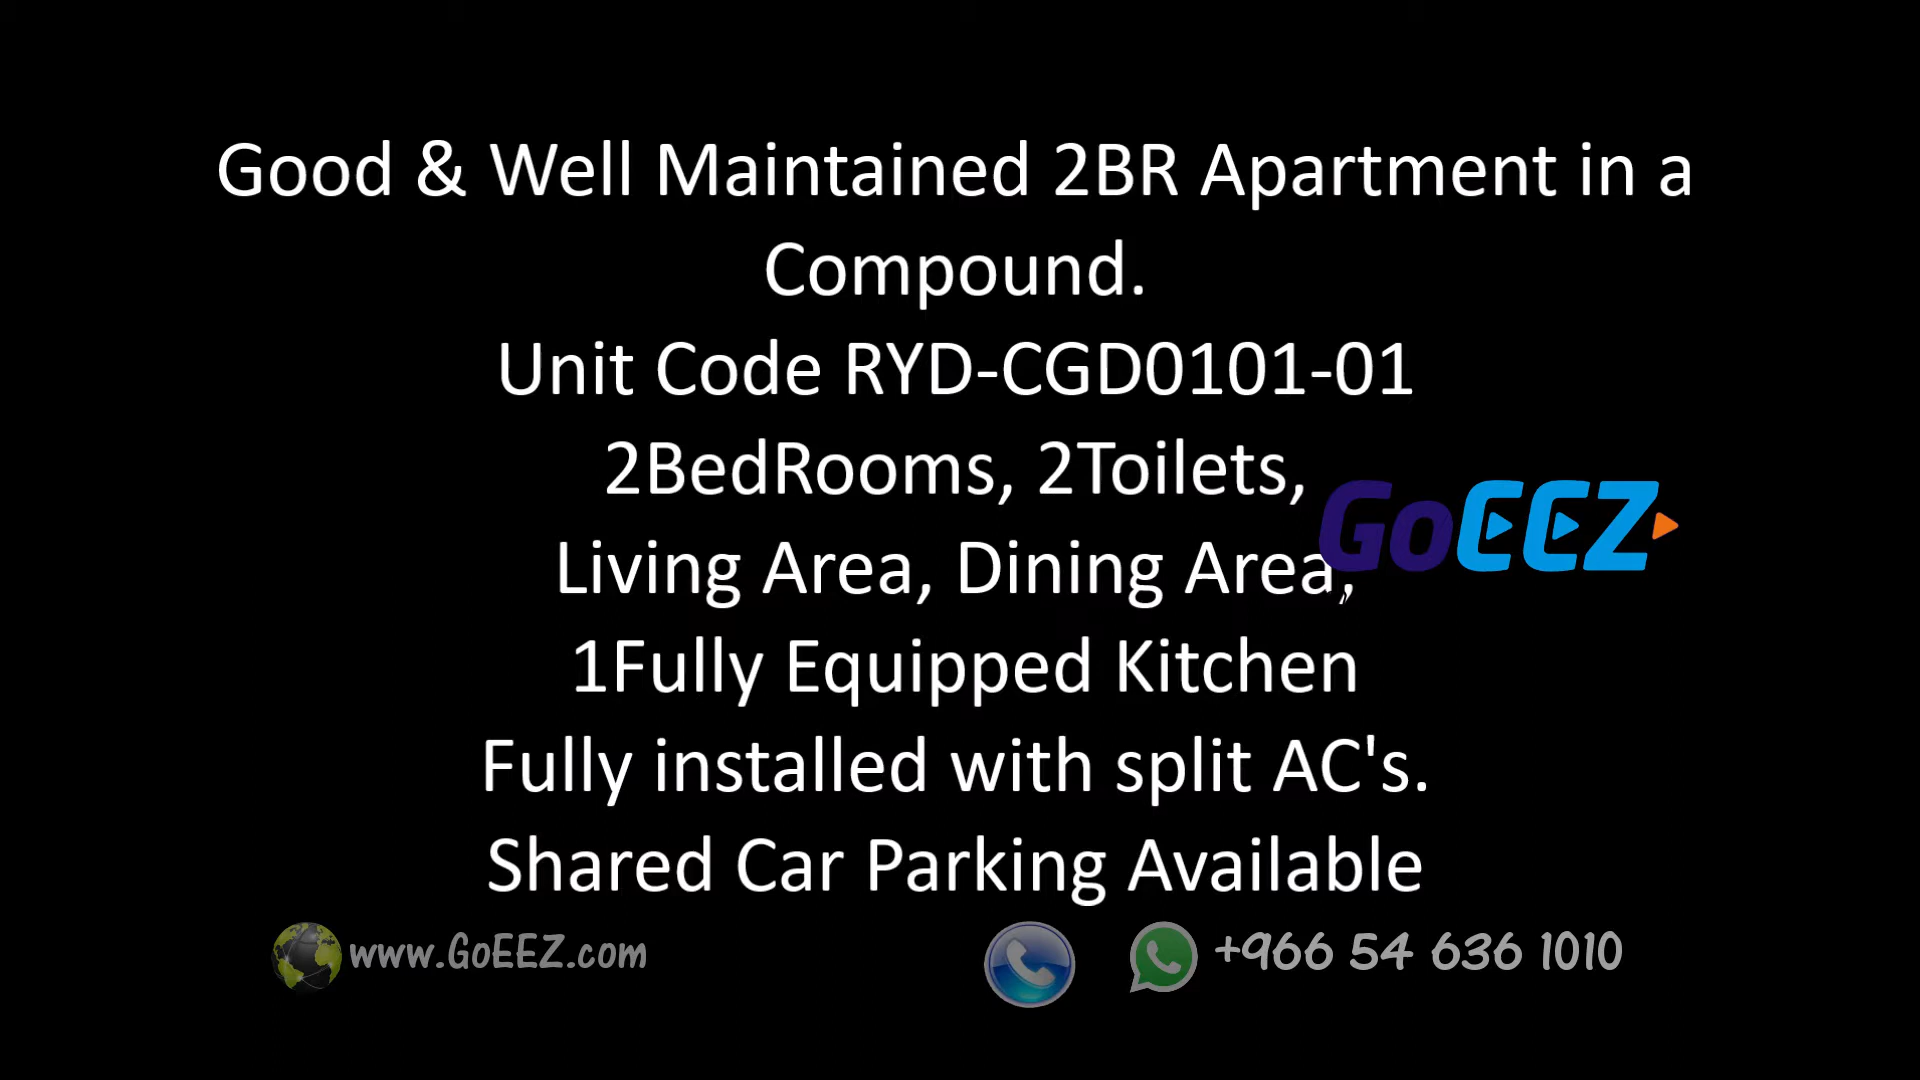 Good & Well Maintained 2BR Apartment in a
Compound.
Unit Code RYD-CGD0101-01
2BedRooms, 2Toilets,
GoEEZ
Living Area, Dining Area,
1Fully Equipped Kitchen
Fully installed with split AC's.
Shared Car Parking Available
www.GoEEZ.com
+966 54 636 1010